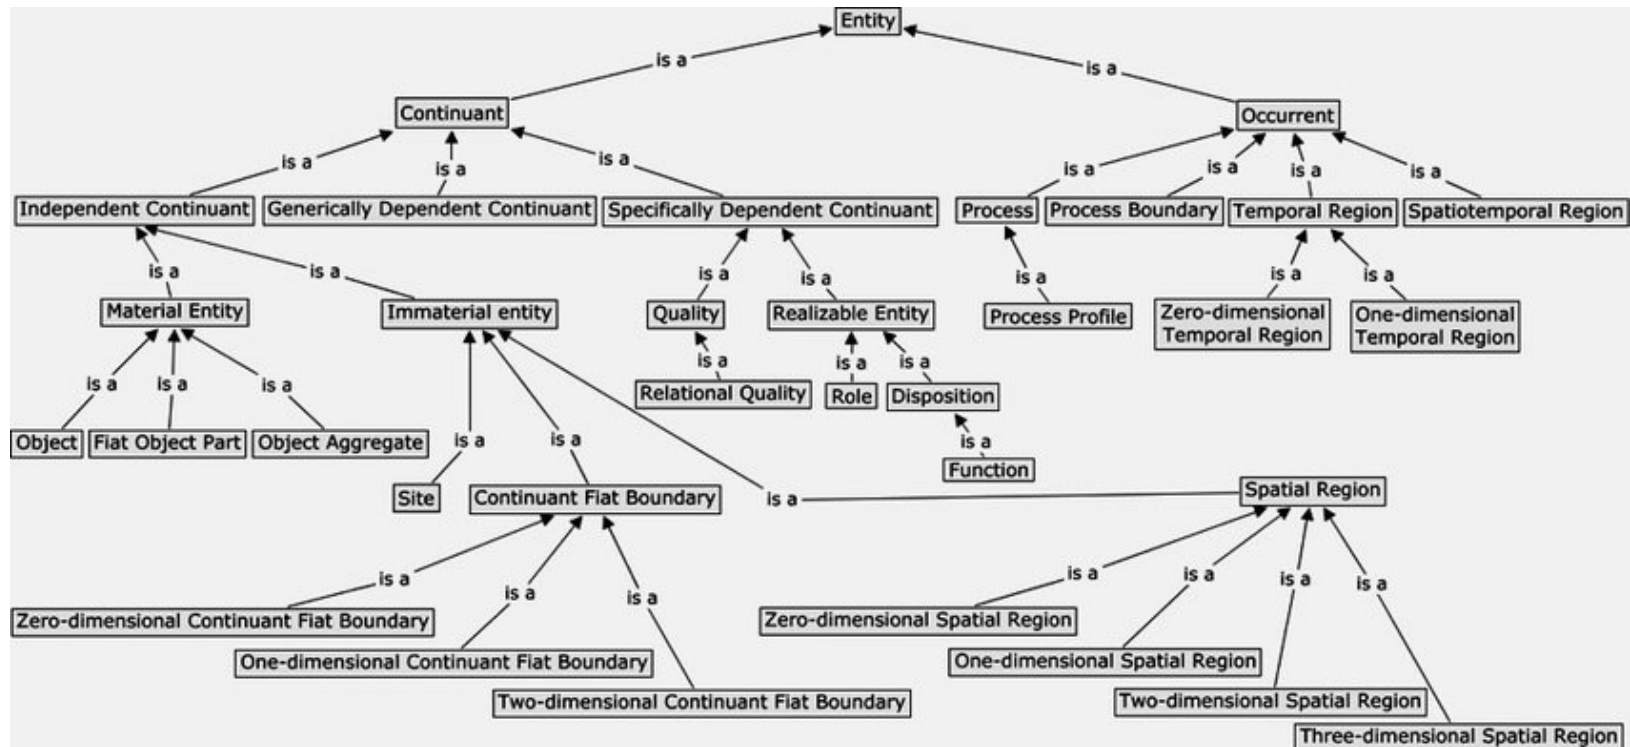 Entity
is a
is a
Continuant
Occurrent
is a
is a
is a
is a
is a
is a
is a
Independent Continuant
Generically Dependent Continuant
Specifically Dependent Continuant
Process
Process Boundary
Temporal Region
Spatiotemporal Region
is a
is a
is a
is a
is a
is a
is a
Material Entity
Immaterial entity
Quality
Realizable Entity
Process Profile
Zero-dimensional
Temporal Region
One-dimensional
Temporal Region
is a
is a
is a
is a
is a
is a
Relational Quality
Role
Disposition
Object
Fiat Object Part
Object Aggregate
is a
is a
is a
Function
Site
Continuant Fiat Boundary
is a
Spatial Region
is a
is a
is a
is a
is a
is a
is a
Zero-dimensional Continuant Fiat Boundary
Zero-dimensional Spatial Region
One-dimensional Continuant Fiat Boundary
One-dimensional Spatial Region
Two-dimensional Continuant Fiat Boundary
Two-dimensional Spatial Region
Three-dimensional Spatial Region